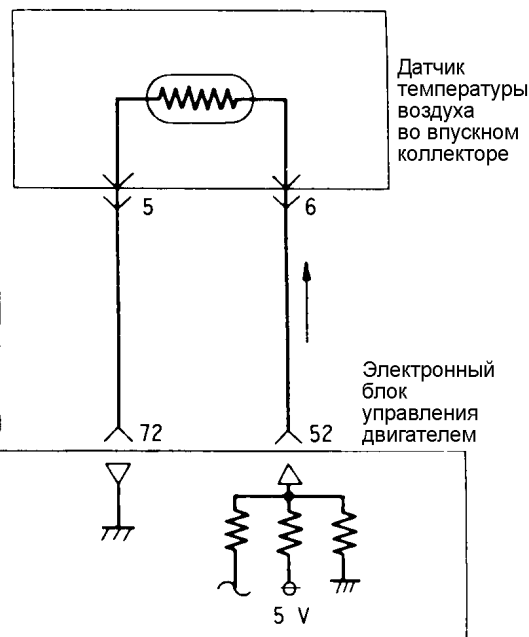 Датчик
температуры
воздуха
во впускном
коллекторе
5
6
Электронный
блок
управления
двигателем
72
52
5 V